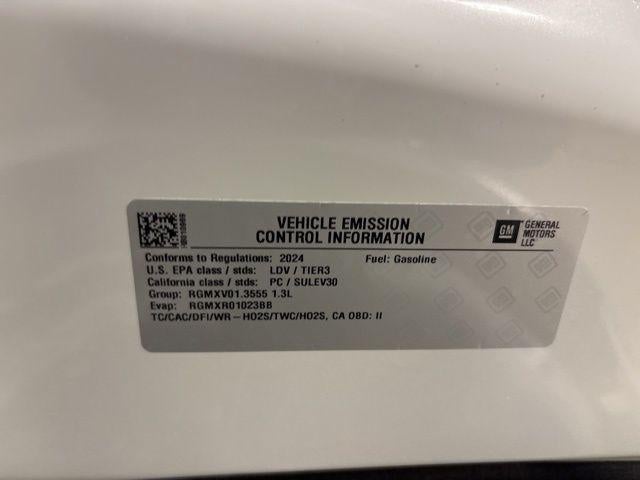 VEHICLE EMISSION
CONTROL INFORMATION
GM
GENERAL
MOTORS
LLC
Conforms to Regulations: 2024 Fuel: Gasoline
U.S. EPA class / stds: LDV / TIER3
California class / stds: PC / SULEV30
Group: RGMXV01.3555 1.3L
Evap: RGMXR01023BB
TC/CAC/DFI/WR-HO2S/TWC/HO2S, CA OBD: II